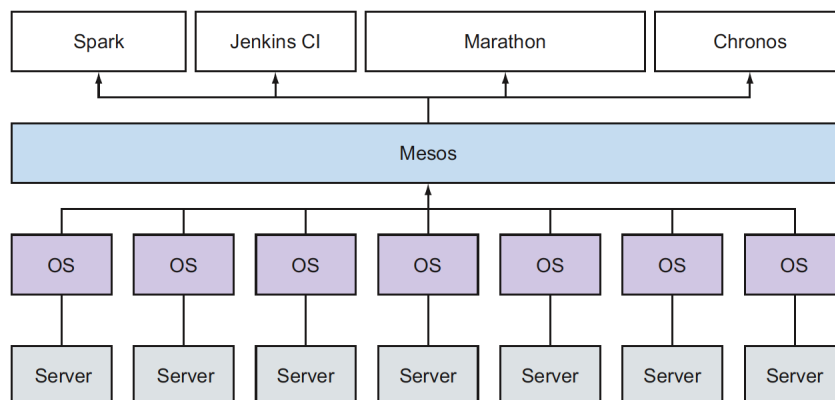 Spark
Jenkins CI
Marathon
Chronos
Mesos
OS
OS
OS
OS
OS
OS
OS
Server
Server
Server
Server
Server
Server
Server